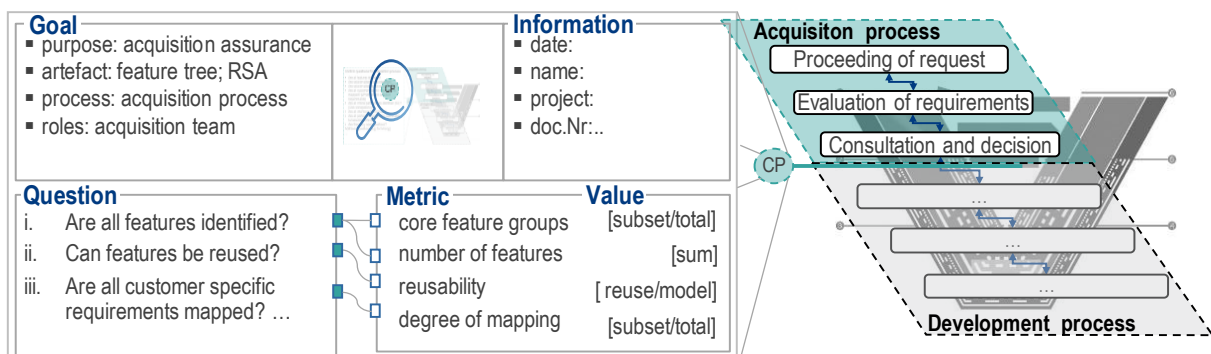 Goal
▪ purpose: acquisition assurance
▪ artefact: feature tree; RSA
▪ process: acquisition process
▪ roles: acquisition team
CP
Information
▪ date:
▪ name:
▪ project:
▪ doc.Nr:..
Question
i. Are all features identified?
ii. Can features be reused?
iii. Are all customer specific
requirements mapped? …
Metric Value
core feature groups [subset/total]
number of features [sum]
reusability [ reuse/model]
degree of mapping [subset/total]
CP
Acquisiton process
Proceeding of request
Evaluation of requirements
Consultation and decision
…
…
…
Development process